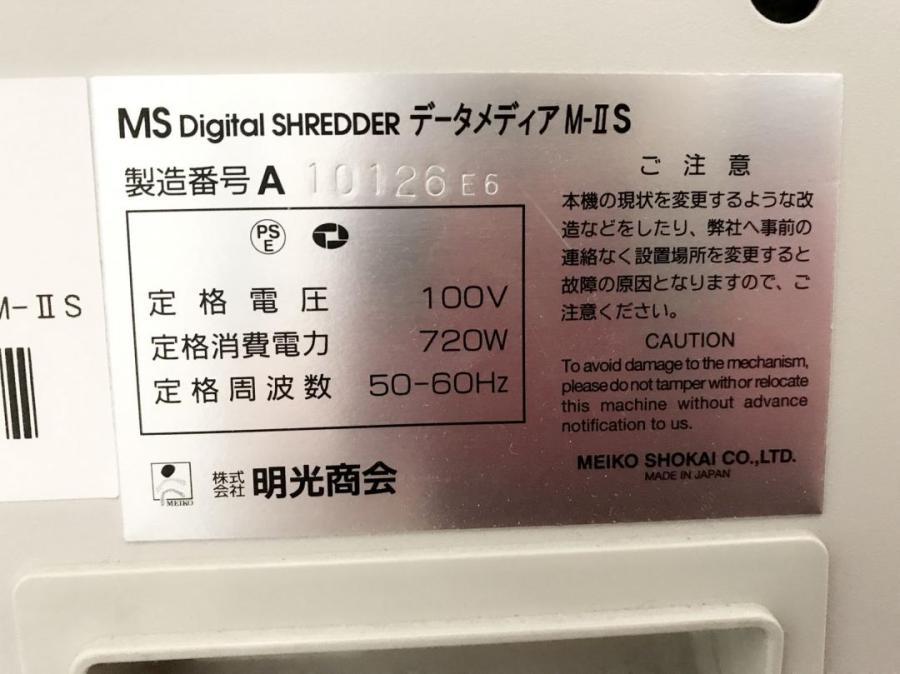 MS Digital SHREDDER データメディア M-ⅡS
製造番号 A 10126E6
PS
E
定格電圧 100V
定格消費電力 720W
定格周波数 50-60Hz
MEIKO
株式
会社 明光商会
ご注意
本機の現状を変更するような改
造などをしたり、弊社へ事前の
連絡なく設置場所を変更すると
故障の原因となりますので、ご
注意ください。
CAUTION
To avoid damage to the mechanism,
please do not tamper with or relocate
this machine without advance
notification to us.
MEIKO SHOKAI CO.,LTD.
MADE IN JAPAN
M-ⅡS